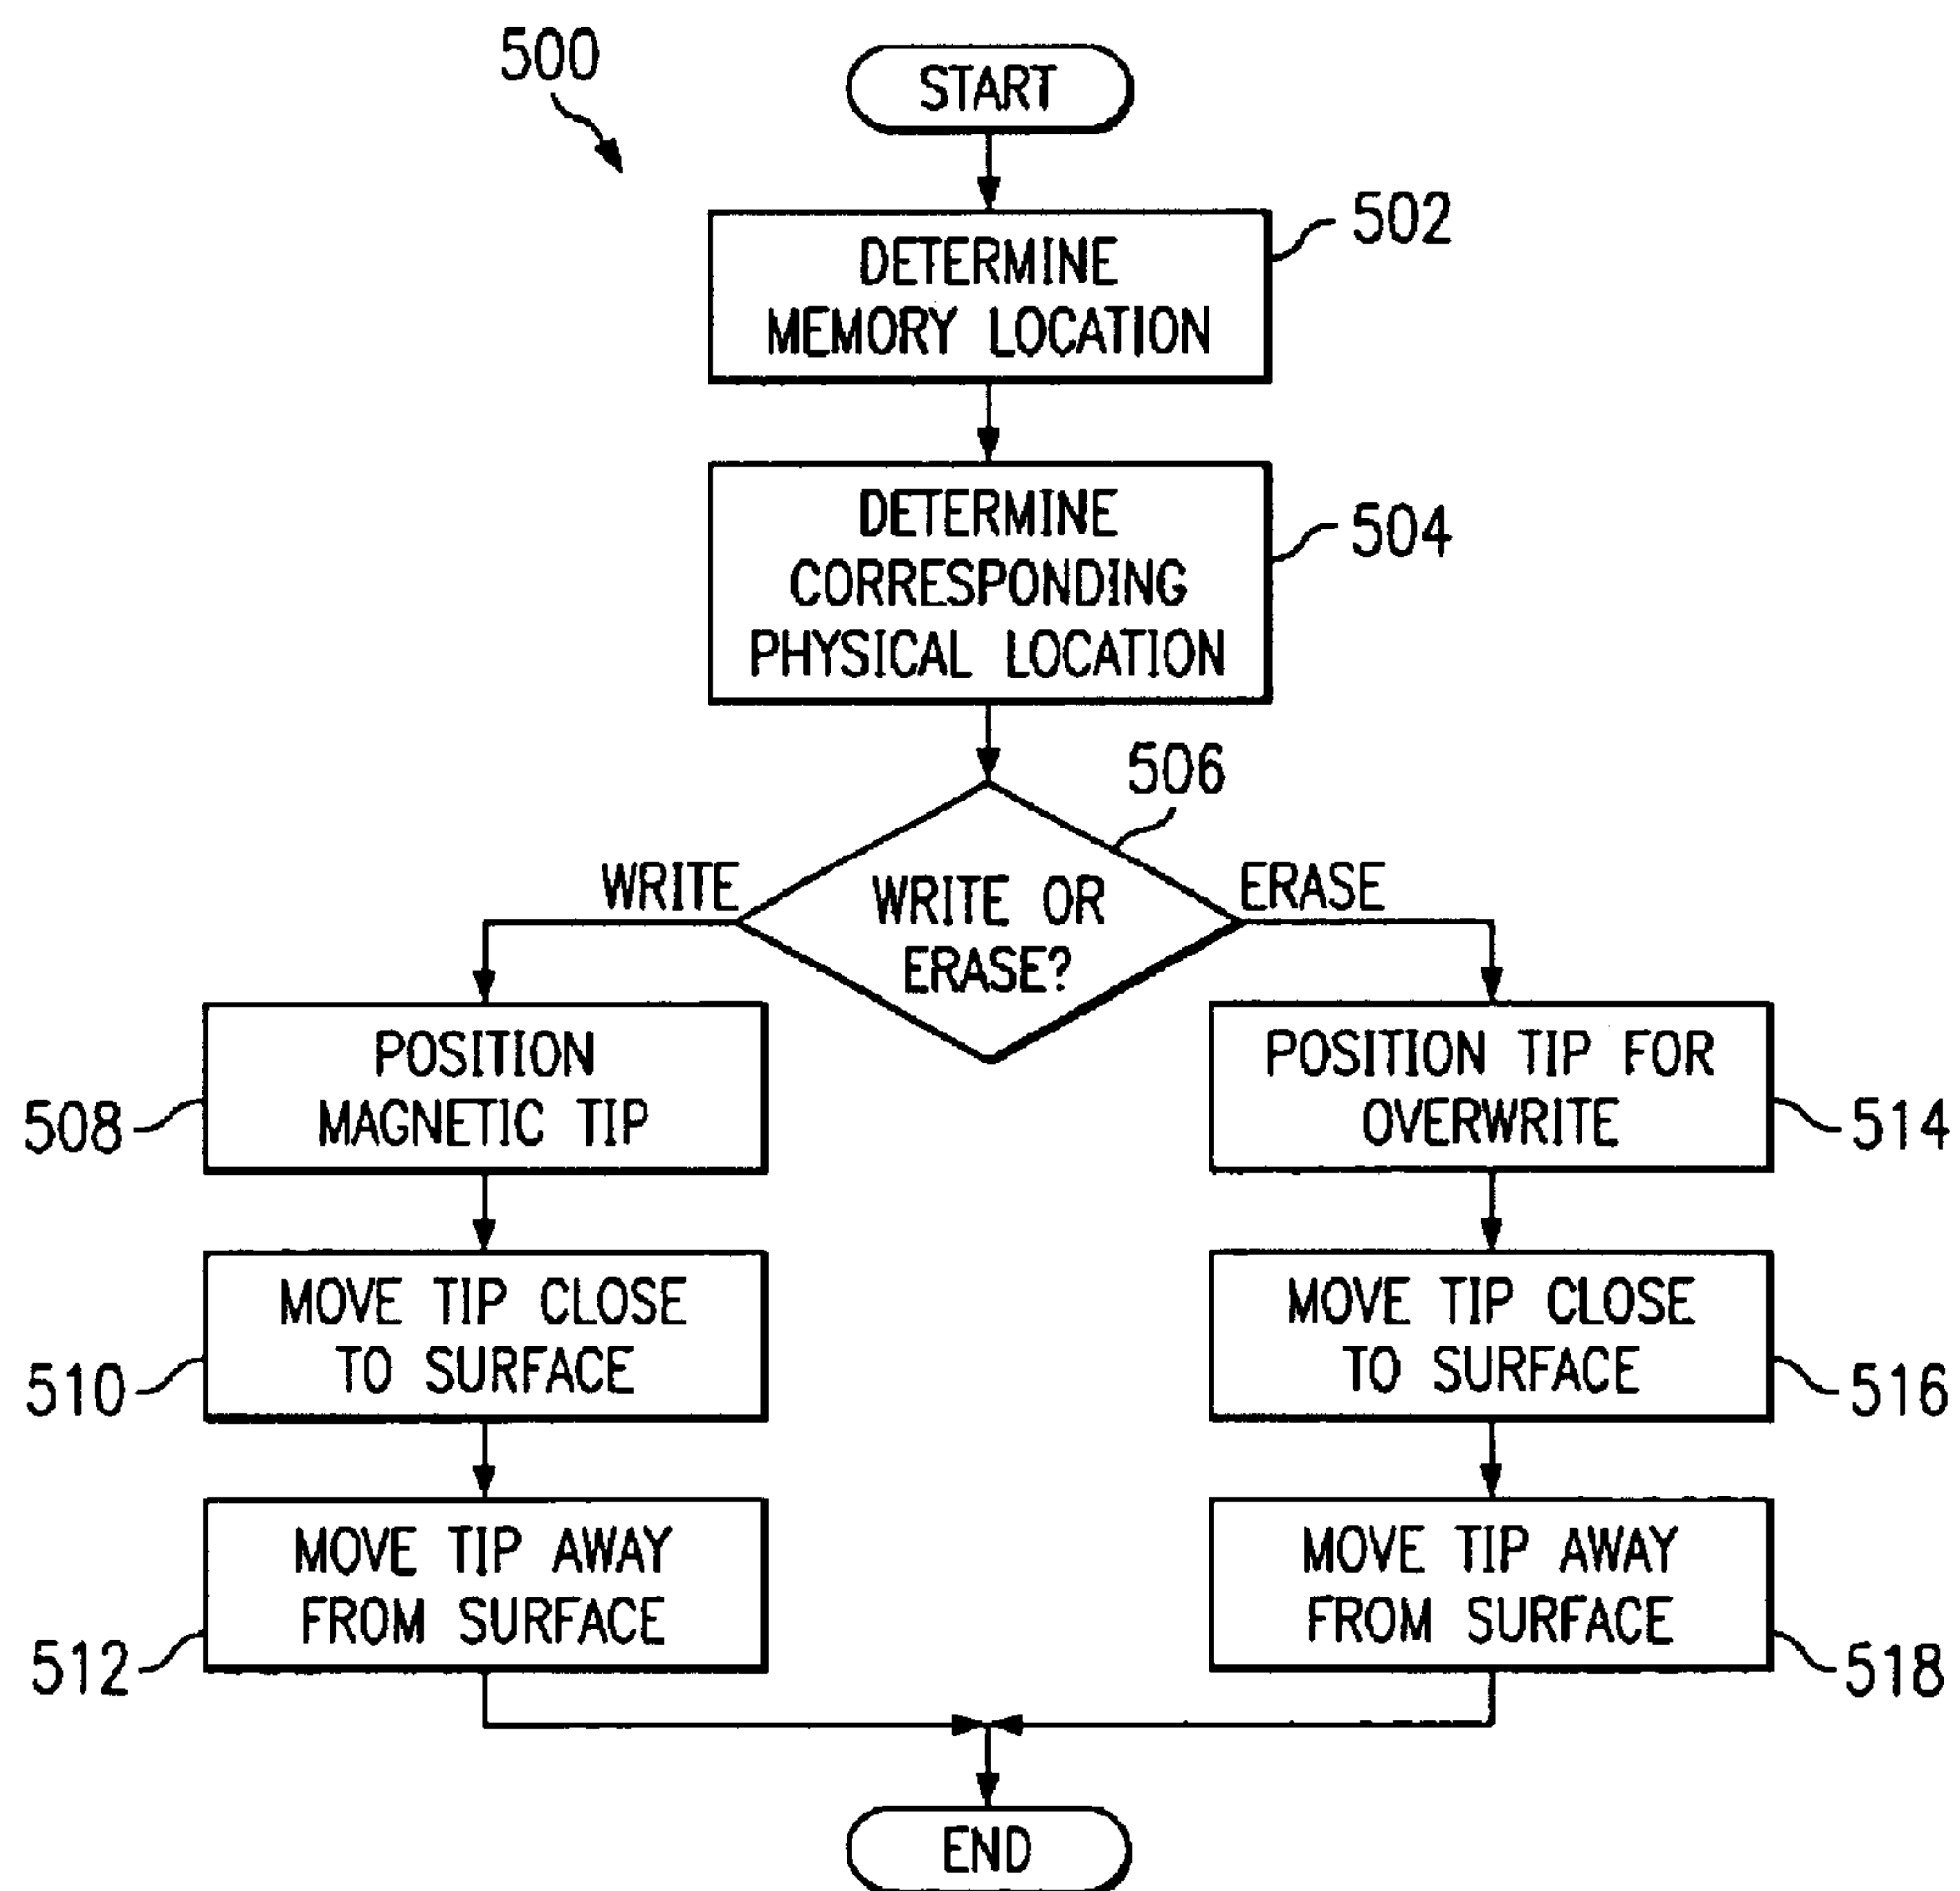 500
START
502
DETERMINE
MEMORY LOCATION
504
DETERMINE
CORRESPONDING
PHYSICAL LOCATION
506
WRITE
WRITE OR
ERASE?
ERASE
508
POSITION
MAGNETIC TIP
POSITION TIP FOR
OVERWRITE
514
510
MOVE TIP CLOSE
TO SURFACE
MOVE TIP CLOSE
TO SURFACE
516
512
MOVE TIP AWAY
FROM SURFACE
MOVE TIP AWAY
FROM SURFACE
518
END